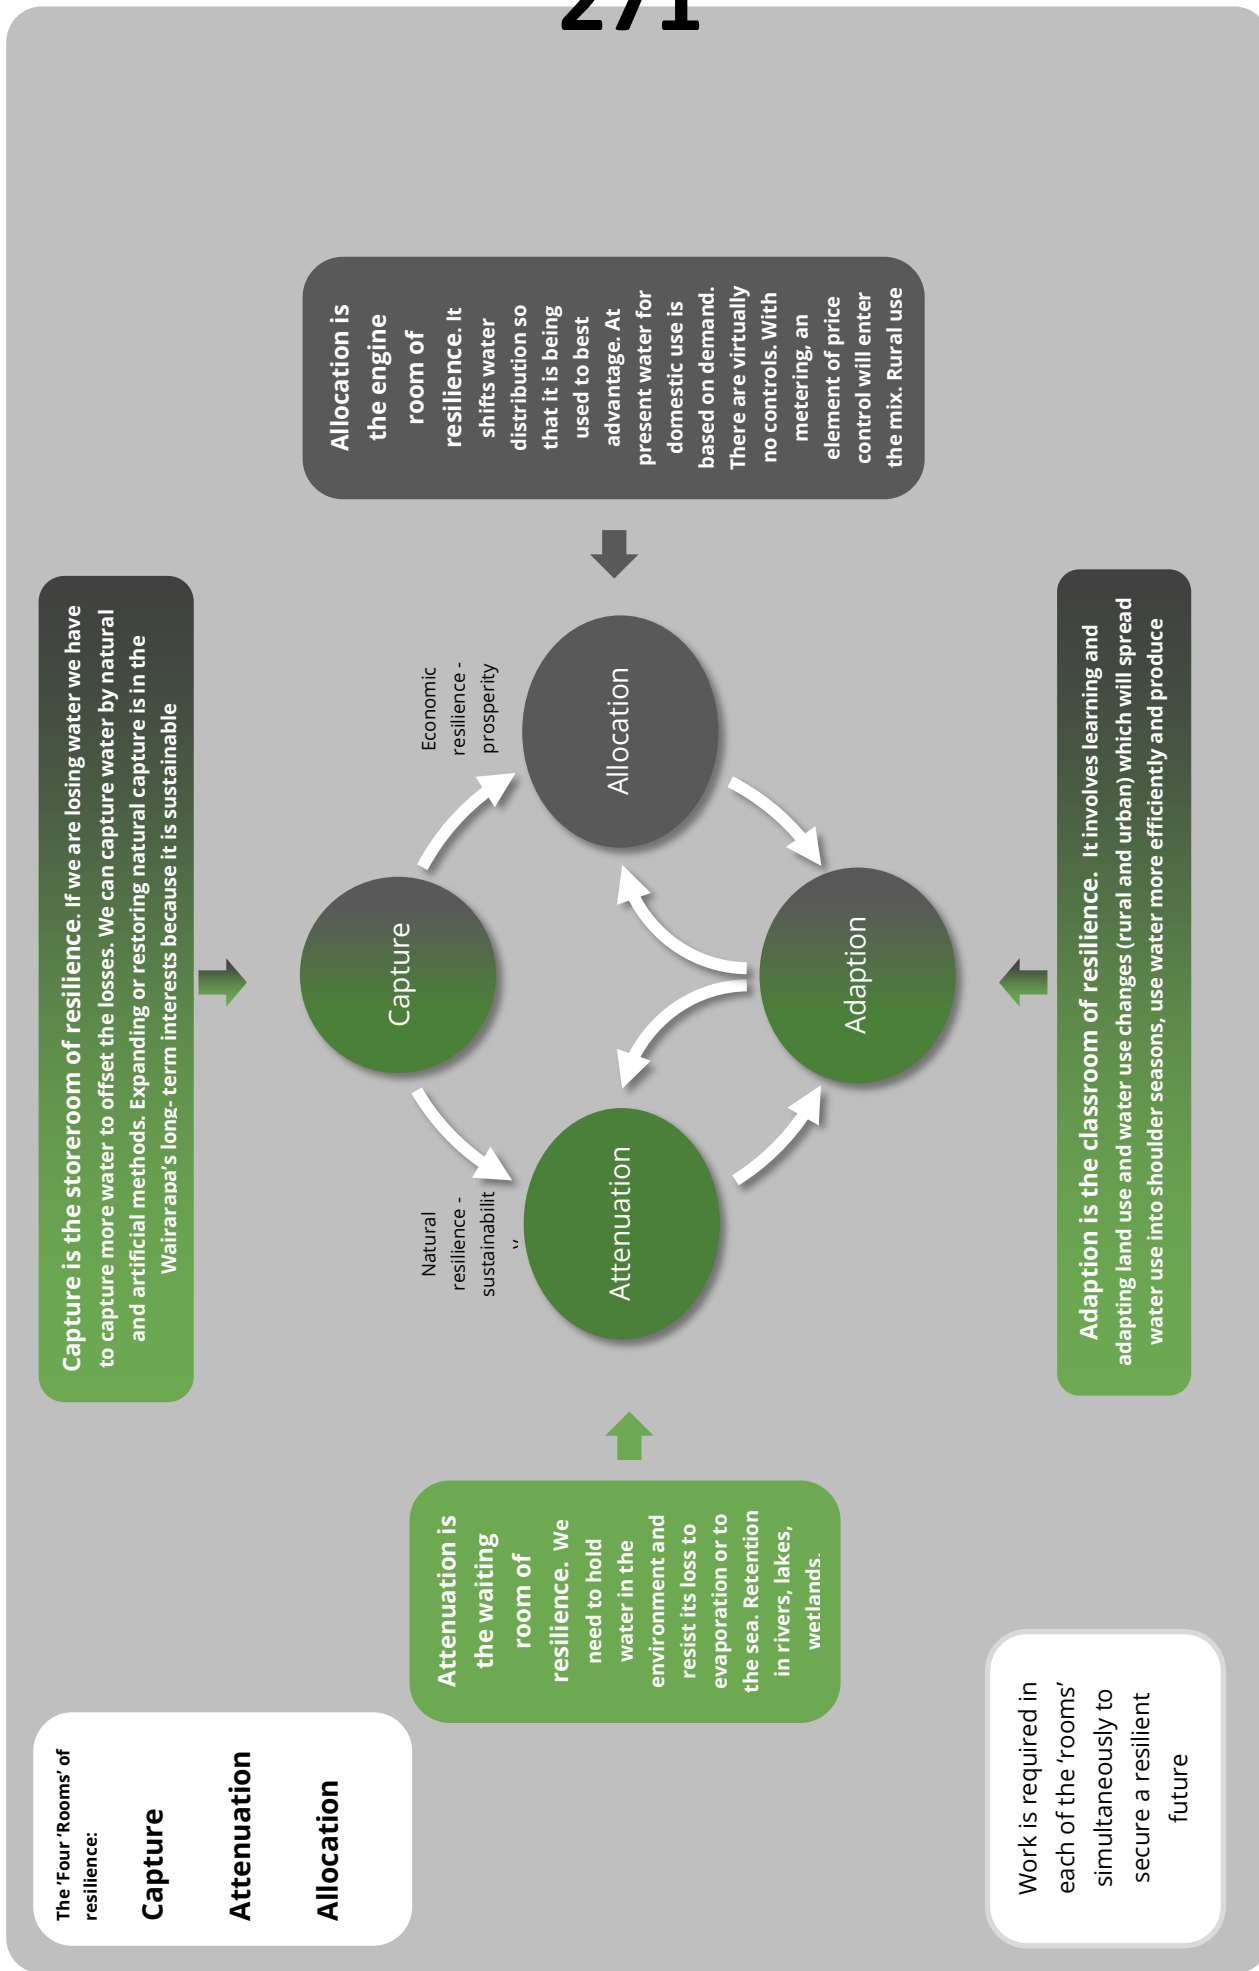 271
The ‘Four ‘Rooms’ of
resilience:
Capture
Attenuation
Allocation
Capture is the storeroom of resilience. If we are losing water we have
to capture more water to offset the losses. We can capture water by natural
and artificial methods. Expanding or restoring natural capture is in the
Wairarapa’s long- term interests because it is sustainable
Attenuation is
the waiting
room of
resilience. We
need to hold
water in the
environment and
resist its loss to
evaporation or to
the sea. Retention
in rivers, lakes,
wetlands.
Natural
resilience -
sustainabilit
y
Economic
resilience -
prosperity
Capture
Attenuation
Allocation
Adaption
Allocation is
the engine
room of
resilience. It
shifts water
distribution so
that it is being
used to best
advantage. At
present water for
domestic use is
based on demand.
There are virtually
no controls. With
metering, an
element of price
control will enter
the mix. Rural use
Adaption is the classroom of resilience. It involves learning and
adapting land use and water use changes (rural and urban) which will spread
water use into shoulder seasons, use water more efficiently and produce
Work is required in
each of the ‘rooms’
simultaneously to
secure a resilient
future